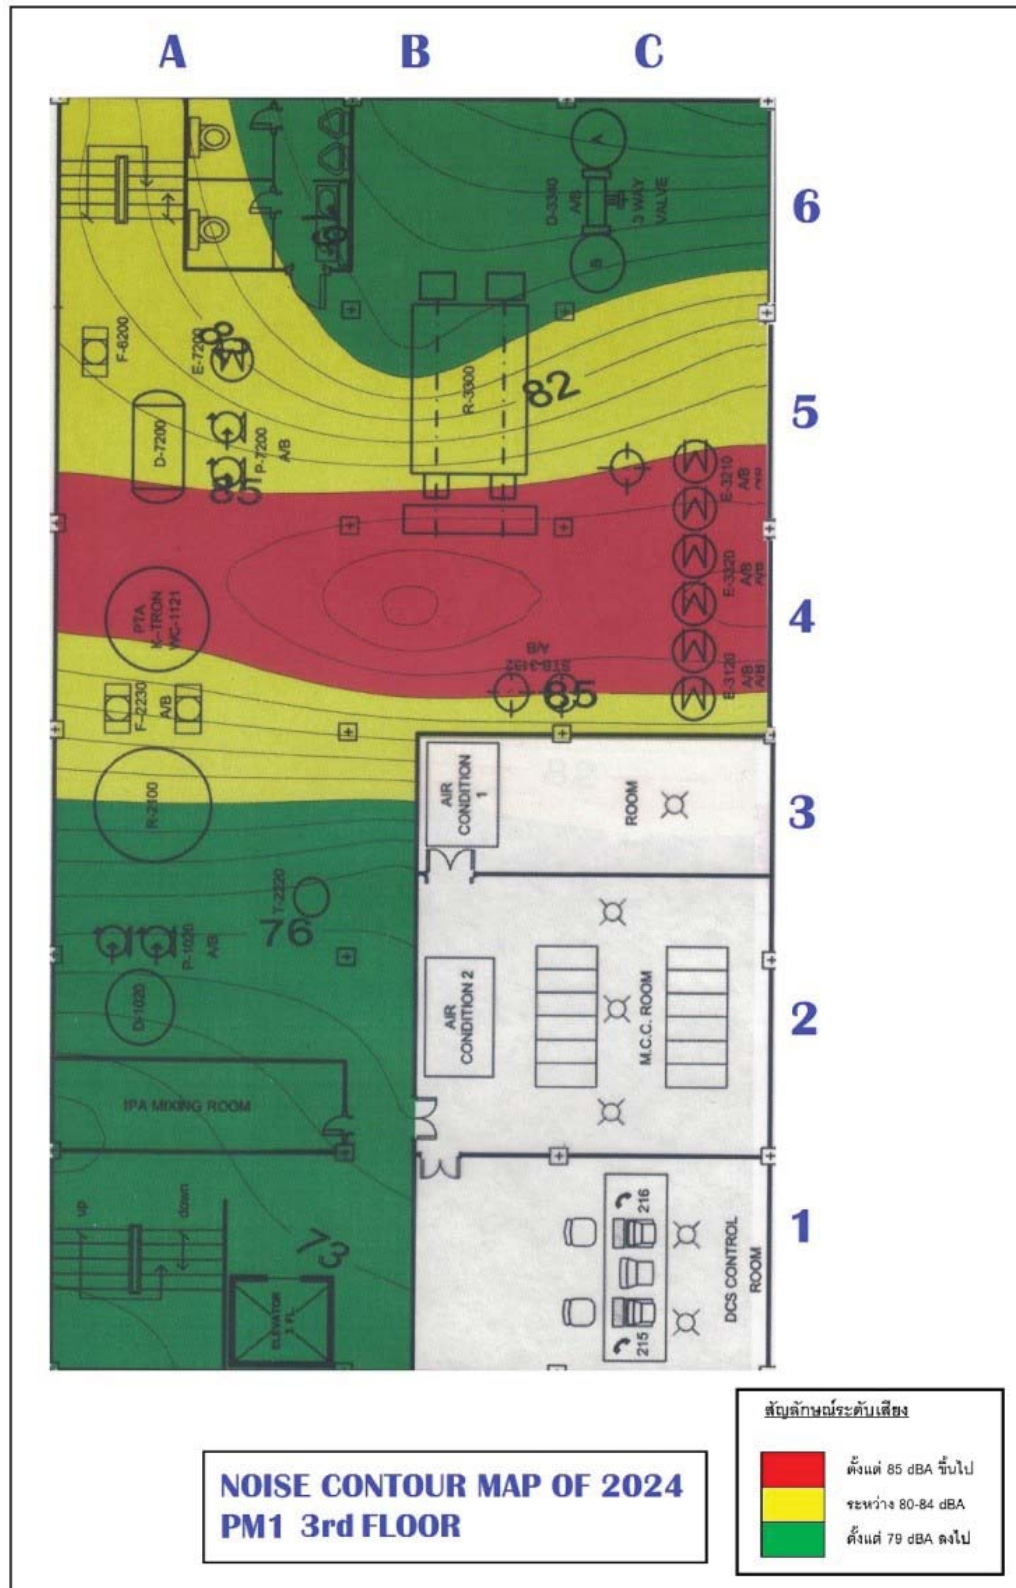 A B C
6
A
D-3340
A/B
3 WAY
VALVE
B
F-6200
E-7200
5
R-3300
82
D-7200
P-7200
A/B
E-3210
A/B
A/B
PTA
K-TRON
WC-1121
E-3320
A/B
A/B
4
A/B
85
E-3120
A/B
A/B
F-2230
A/B
R-2100
AIR
CONDITION
1
ROOM
3
T-2220
76
P-1020
A/B
D-1020
AIR
CONDITION 2
M.C.C. ROOM
2
IPA MIXING ROOM
up
down
73
ELEVATOR
3 FL.
216
215
DCS CONTROL
ROOM
1
NOISE CONTOUR MAP OF 2024
PM1 3rd FLOOR
สัญลักษณ์ระดับเสียง
ตั้งแต่ 85 dBA ขึ้นไป
ระหว่าง 80-84 dBA
ตั้งแต่ 79 dBA ลงไป